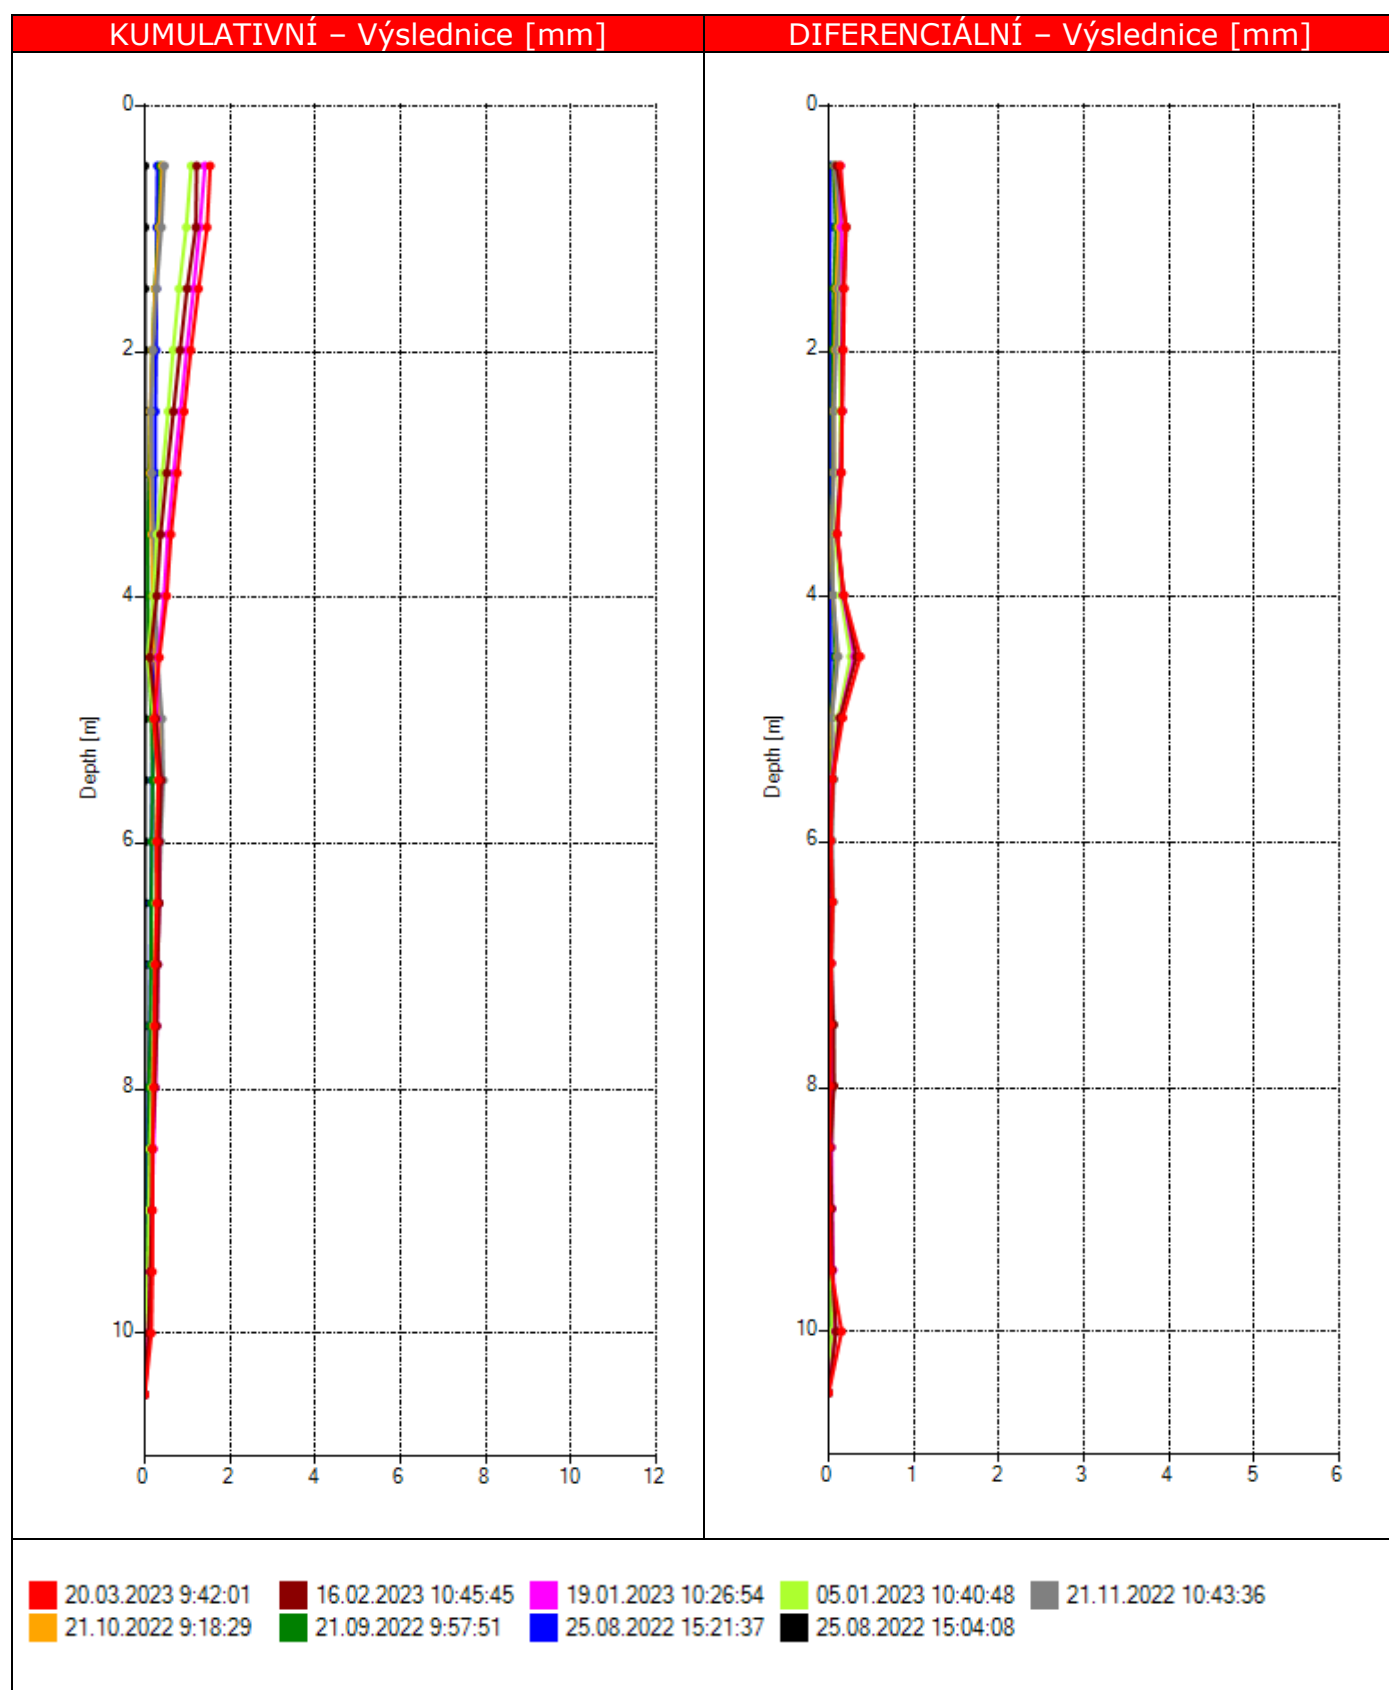 KUMULATIVNÍ – Výslednice [mm]
DIFERENCIÁLNÍ – Výslednice [mm]
0
2
4
6
8
10
Depth [m]
0 2 4 6 8 10 12
0
2
4
6
8
10
Depth [m]
0 1 2 3 4 5 6
20.03.2023 9:42:01 16.02.2023 10:45:45 19.01.2023 10:26:54 05.01.2023 10:40:48 21.11.2022 10:43:36
21.10.2022 9:18:29 21.09.2022 9:57:51 25.08.2022 15:21:37 25.08.2022 15:04:08